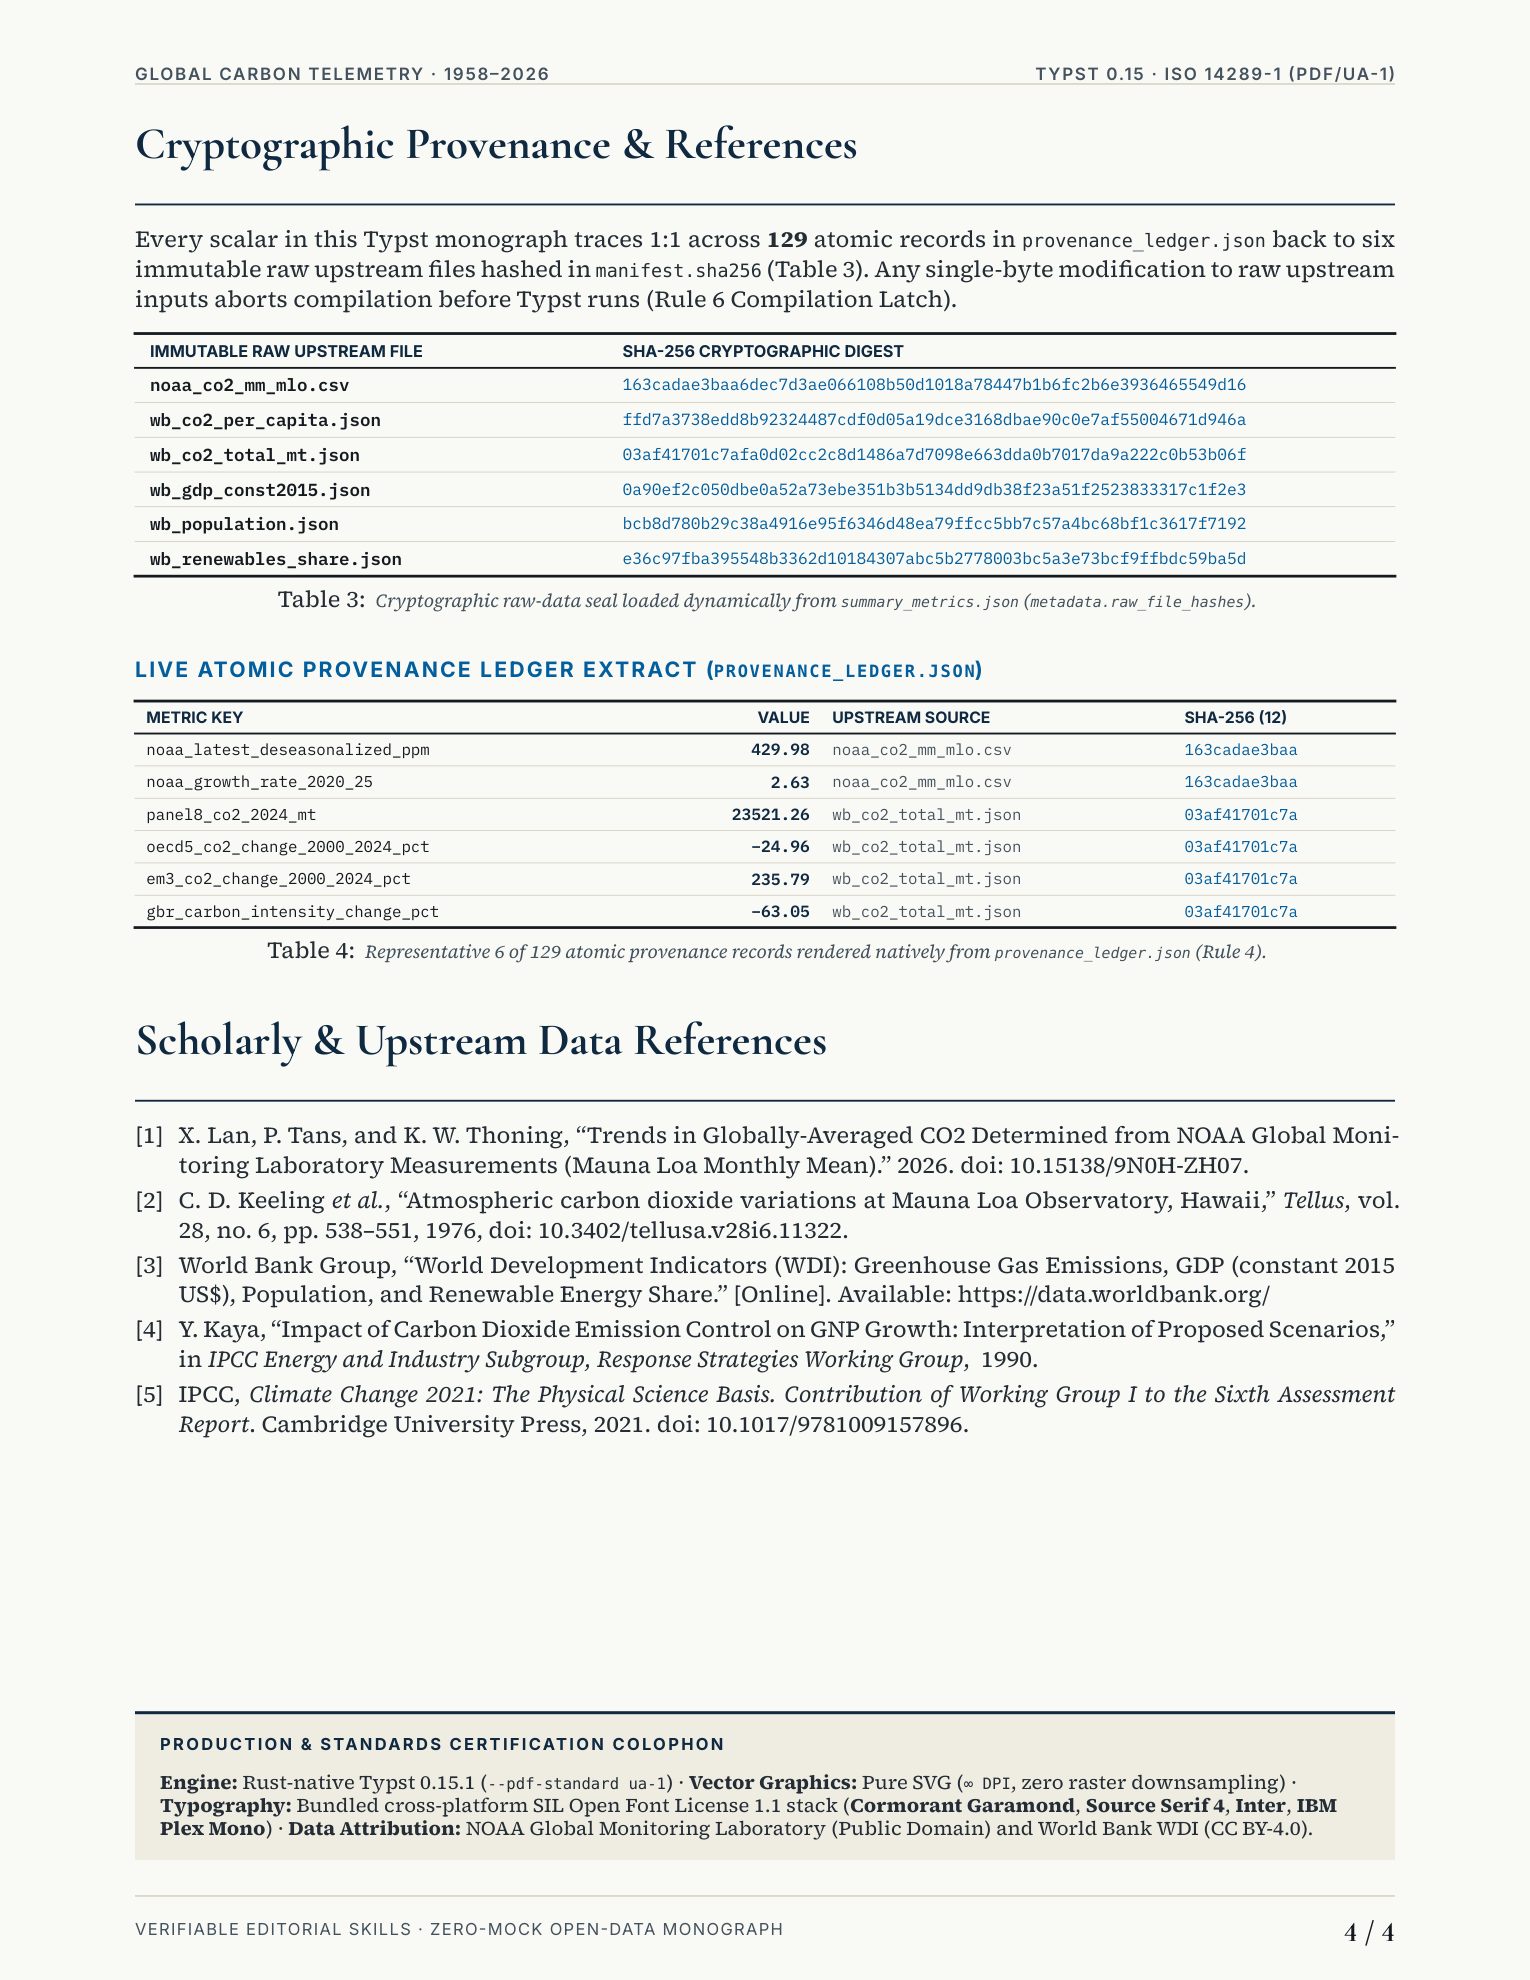 GLOBAL CARBON TELEMETRY · 1958–2026 TYPST 0.15 · ISO 14289-1 (PDF/UA-1)
Cryptographic Provenance & References
Every scalar in this Typst monograph traces 1:1 across 129 atomic records in provenance_ledger.json back to six
immutable raw upstream files hashed in manifest.sha256 (Table 3). Any single-byte modification to raw upstream
inputs aborts compilation before Typst runs (Rule 6 Compilation Latch).
IMMUTABLE RAW UPSTREAM FILE SHA-256 CRYPTOGRAPHIC DIGEST
noaa_co2_mm_mlo.csv 163cadae3baa6dec7d3ae066108b50d1018a78447b1b6fc2b6e3936465549d16
wb_co2_per_capita.json ffd7a3738edd8b92324487cdf0d05a19dce3168dbae90c0e7af55004671d946a
wb_co2_total_mt.json 03af41701c7afa0d02cc2c8d1486a7d7098e663dda0b7017da9a222c0b53b06f
wb_gdp_const2015.json 0a90ef2c050dbe0a52a73ebe351b3b5134dd9db38f23a51f2523833317c1f2e3
wb_population.json bcb8d780b29c38a4916e95f6346d48ea79ffcc5bb7c57a4bc68bf1c3617f7192
wb_renewables_share.json e36c97fba395548b3362d10184307abc5b2778003bc5a3e73bcf9ffbdc59ba5d
Table 3: Cryptographic raw-data seal loaded dynamically from summary_metrics.json (metadata.raw_file_hashes).
LIVE ATOMIC PROVENANCE LEDGER EXTRACT (PROVENANCE_LEDGER.JSON)
METRIC KEY VALUE UPSTREAM SOURCE SHA-256 (12)
noaa_latest_deseasonalized_ppm 429.98 noaa_co2_mm_mlo.csv 163cadae3baa
noaa_growth_rate_2020_25 2.63 noaa_co2_mm_mlo.csv 163cadae3baa
panel8_co2_2024_mt 23521.26 wb_co2_total_mt.json 03af41701c7a
oecd5_co2_change_2000_2024_pct −24.96 wb_co2_total_mt.json 03af41701c7a
em3_co2_change_2000_2024_pct 235.79 wb_co2_total_mt.json 03af41701c7a
gbr_carbon_intensity_change_pct −63.05 wb_co2_total_mt.json 03af41701c7a
Table 4: Representative 6 of 129 atomic provenance records rendered natively from provenance_ledger.json (Rule 4).
Scholarly & Upstream Data References
[1] X. Lan, P. Tans, and K. W. Thoning, “Trends in Globally-Averaged CO2 Determined from NOAA Global Moni-
toring Laboratory Measurements (Mauna Loa Monthly Mean).” 2026. doi: 10.15138/9N0H-ZH07.
[2] C. D. Keeling et al., “Atmospheric carbon dioxide variations at Mauna Loa Observatory, Hawaii,” Tellus, vol.
28, no. 6, pp. 538–551, 1976, doi: 10.3402/tellusa.v28i6.11322.
[3] World Bank Group, “World Development Indicators (WDI): Greenhouse Gas Emissions, GDP (constant 2015
US$), Population, and Renewable Energy Share.” [Online]. Available: https://data.worldbank.org/
[4] Y. Kaya, “Impact of Carbon Dioxide Emission Control on GNP Growth: Interpretation of Proposed Scenarios,”
in IPCC Energy and Industry Subgroup, Response Strategies Working Group, 1990.
[5] IPCC, Climate Change 2021: The Physical Science Basis. Contribution of Working Group I to the Sixth Assessment
Report. Cambridge University Press, 2021. doi: 10.1017/9781009157896.
PRODUCTION & STANDARDS CERTIFICATION COLOPHON
Engine: Rust-native Typst 0.15.1 (--pdf-standard ua-1) · Vector Graphics: Pure SVG (∞ DPI, zero raster downsampling) ·
Typography: Bundled cross-platform SIL Open Font License 1.1 stack (Cormorant Garamond, Source Serif 4, Inter, IBM
Plex Mono) · Data Attribution: NOAA Global Monitoring Laboratory (Public Domain) and World Bank WDI (CC BY-4.0).
VERIFIABLE EDITORIAL SKILLS · ZERO-MOCK OPEN-DATA MONOGRAPH 4 / 4